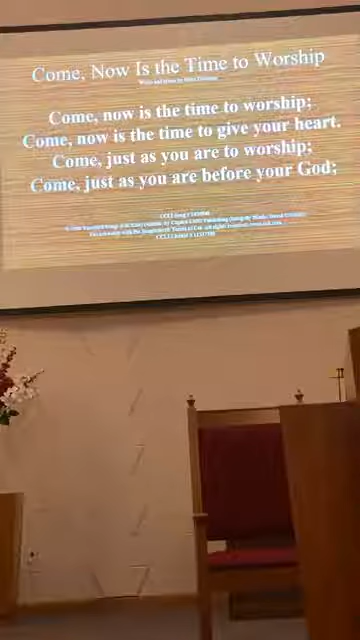 Come, Now Is the Time to Worship
Come, now is the time to worship;
Come, now is the time to give your heart.
Come, just as you are to worship;
Come, just as you are before your God;